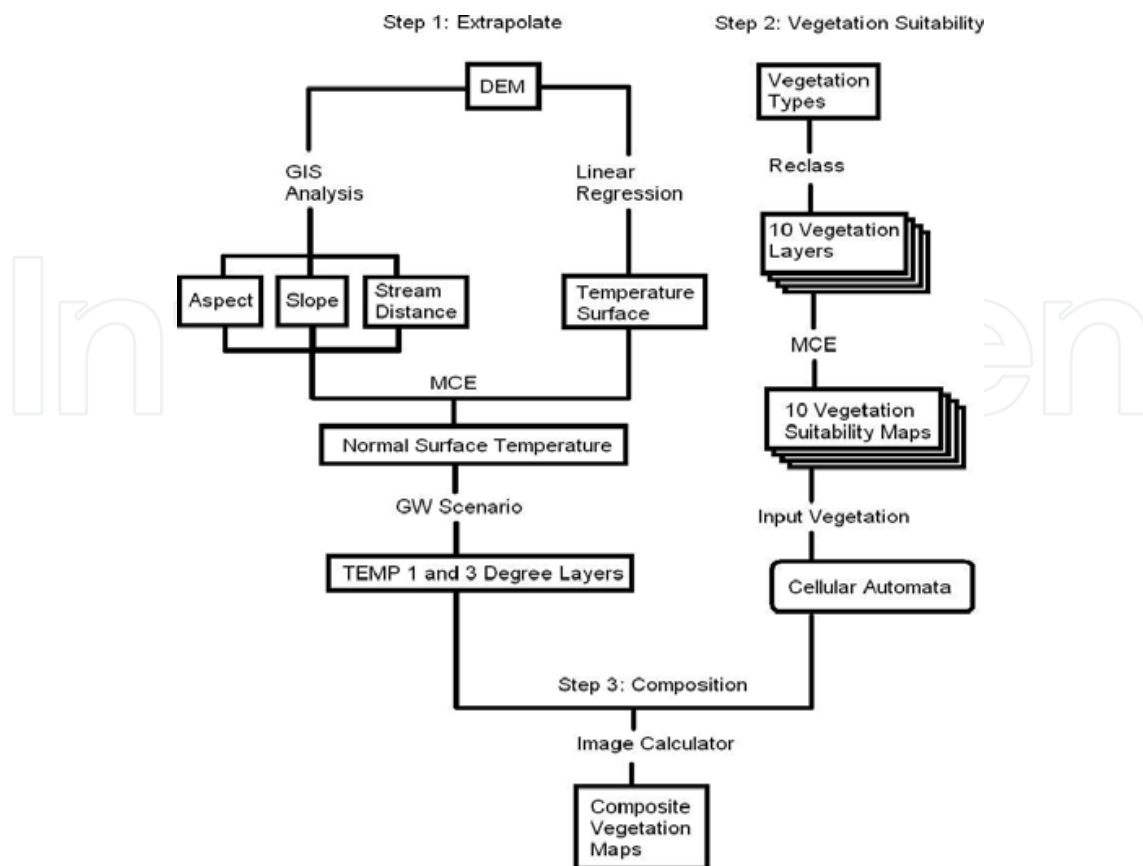 Step 1: Extrapolate
Step 2: Vegetation Suitability
DEM
Vegetation
Types
GIS
Analysis
Linear
Regression
Reclass
10 Vegetation
Layers
Aspect
Slope
Stream
Distance
Temperature
Surface
MCE
MCE
10 Vegetation
Suitability Maps
Normal Surface Temperature
GW Scenario
Input Vegetation
TEMP 1 and 3 Degree Layers
Cellular Automata
Step 3: Composition
Image Calculator
Composite
Vegetation
Maps